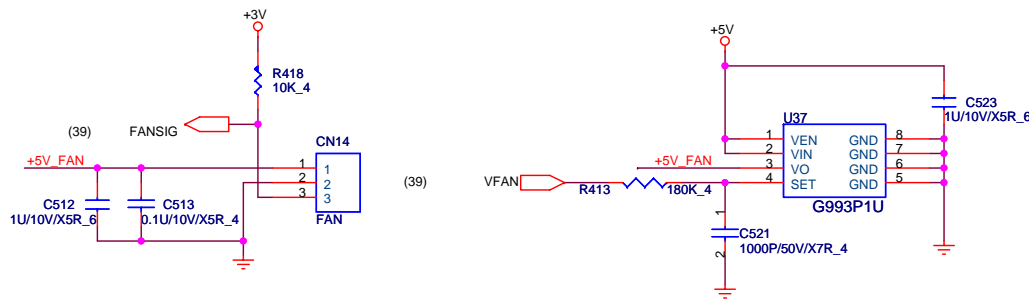 +3V
R418
10K_4
(39)
FANSIG
CN14
+5V_FAN
1
1
2
2
3
3
FAN
C512
1U/10V/X5R_6
C513
0.1U/10V/X5R_4
(39)
+5V
C523
1U/10V/X5R_6
U37
1
VEN
GND
8
2
VIN
GND
7
+5V_FAN
3
VO
GND
6
4
SET
GND
5
VFAN
R413
180K_4
G993P1U
1
C521
1000P/50V/X7R_4
2